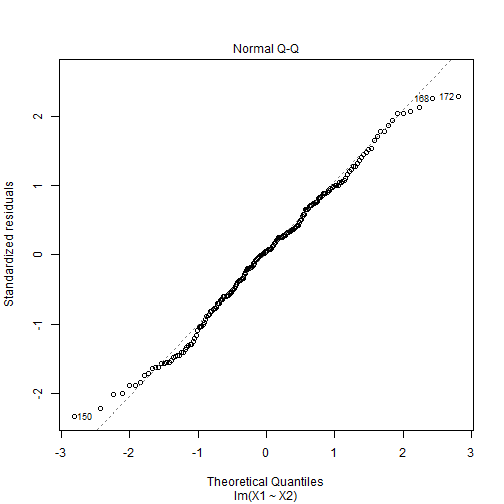 Normal Q-Q
Standardized residuals
2
1
0
-1
-2
168
172
150
-3 -2 -1 0 1 2 3
Theoretical Quantiles
lm(X1 ~ X2)